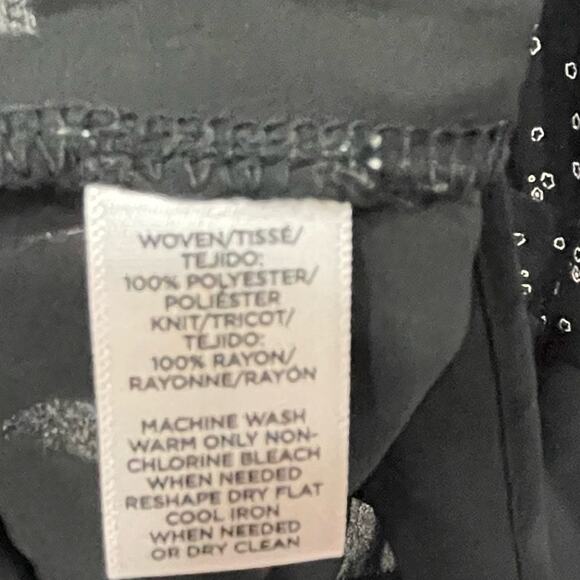 WOVEN/TISSÉ/
TEJIDO:
100% POLYESTER/
POLIÉSTER
KNIT/TRICOT/
TEJIDO:
100% RAYON/
RAYONNE/RAYÓN
MACHINE WASH
WARM ONLY NON-
CHLORINE BLEACH
WHEN NEEDED
RESHAPE DRY FLAT
COOL IRON
WHEN NEEDED
OR DRY CLEAN